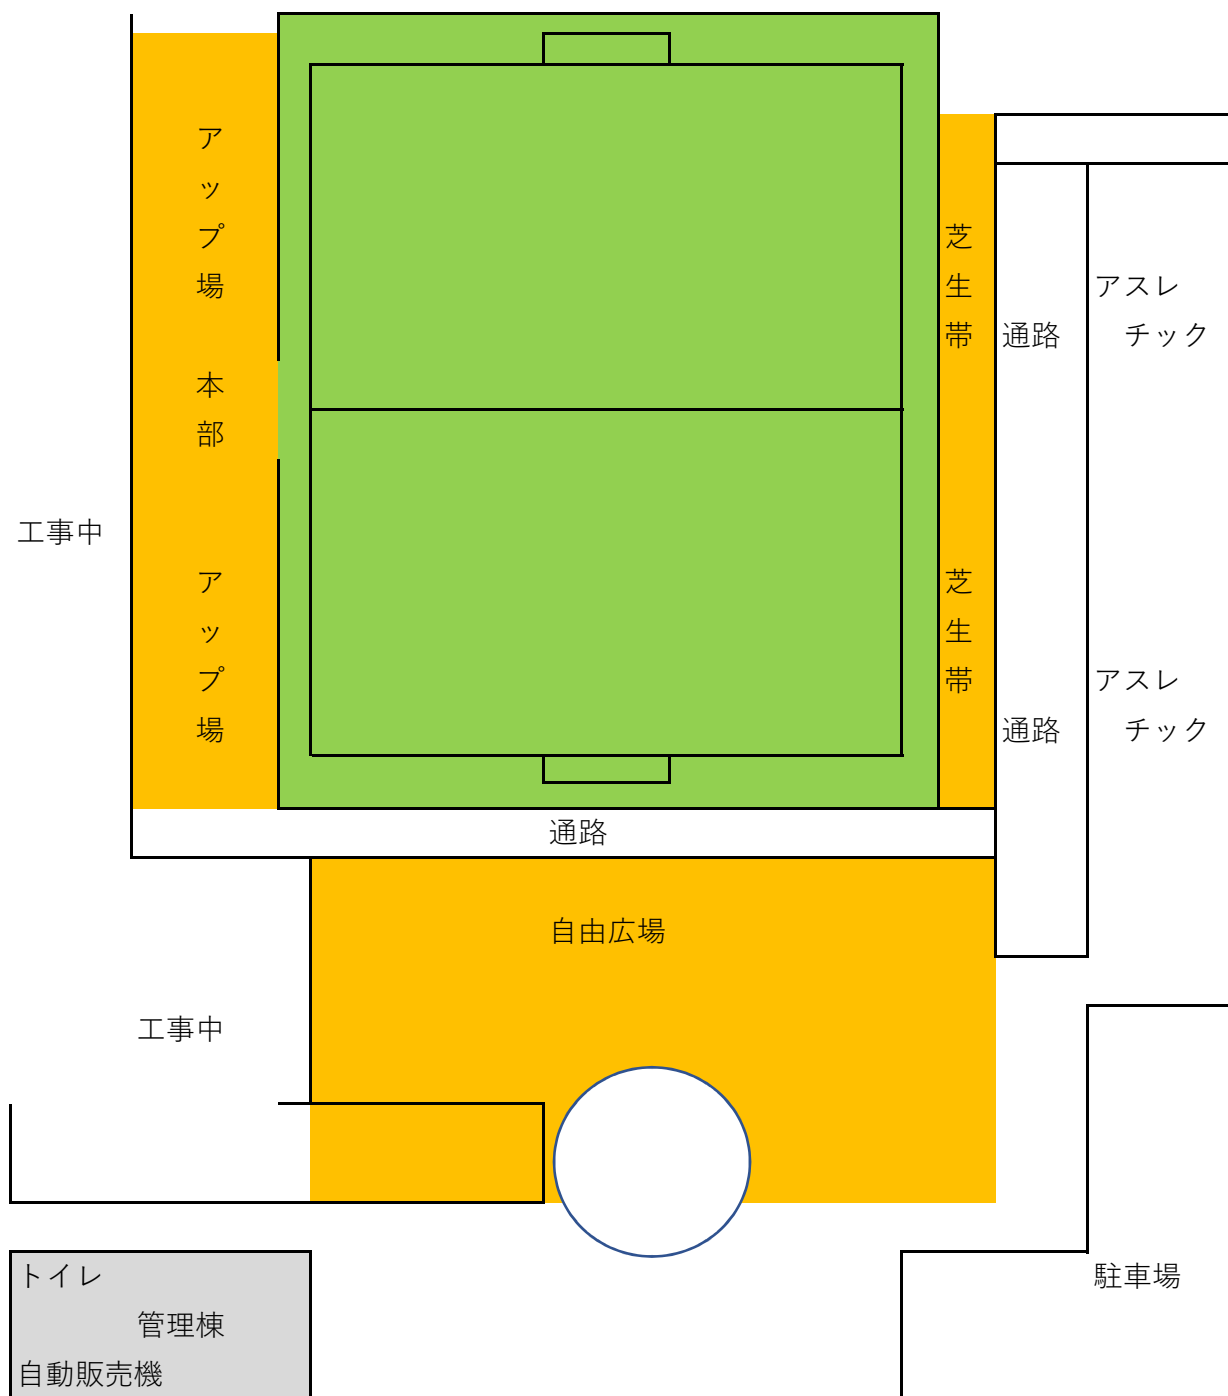 アップ場
本部
アップ場
工事中
芝生帯
芝生帯
通路
アスレ
チック
通路
アスレ
チック
通路
自由広場
工事中
トイレ
管理棟
自動販売機
駐車場